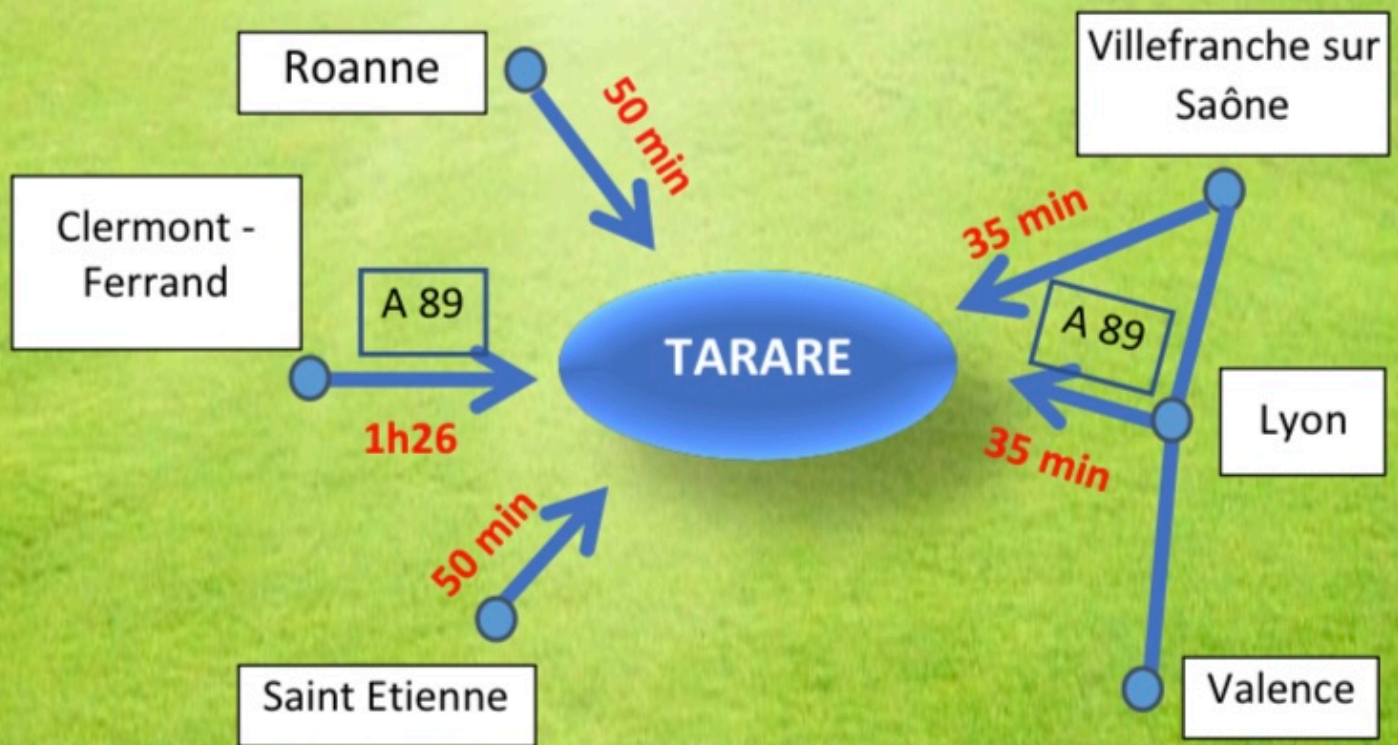 Roanne
50 min
Villefranche sur
Saône
Clermont -
Ferrand
A 89
1h26
TARARE
35 min
A 89
35 min
Lyon
50 min
Saint Etienne
Valence